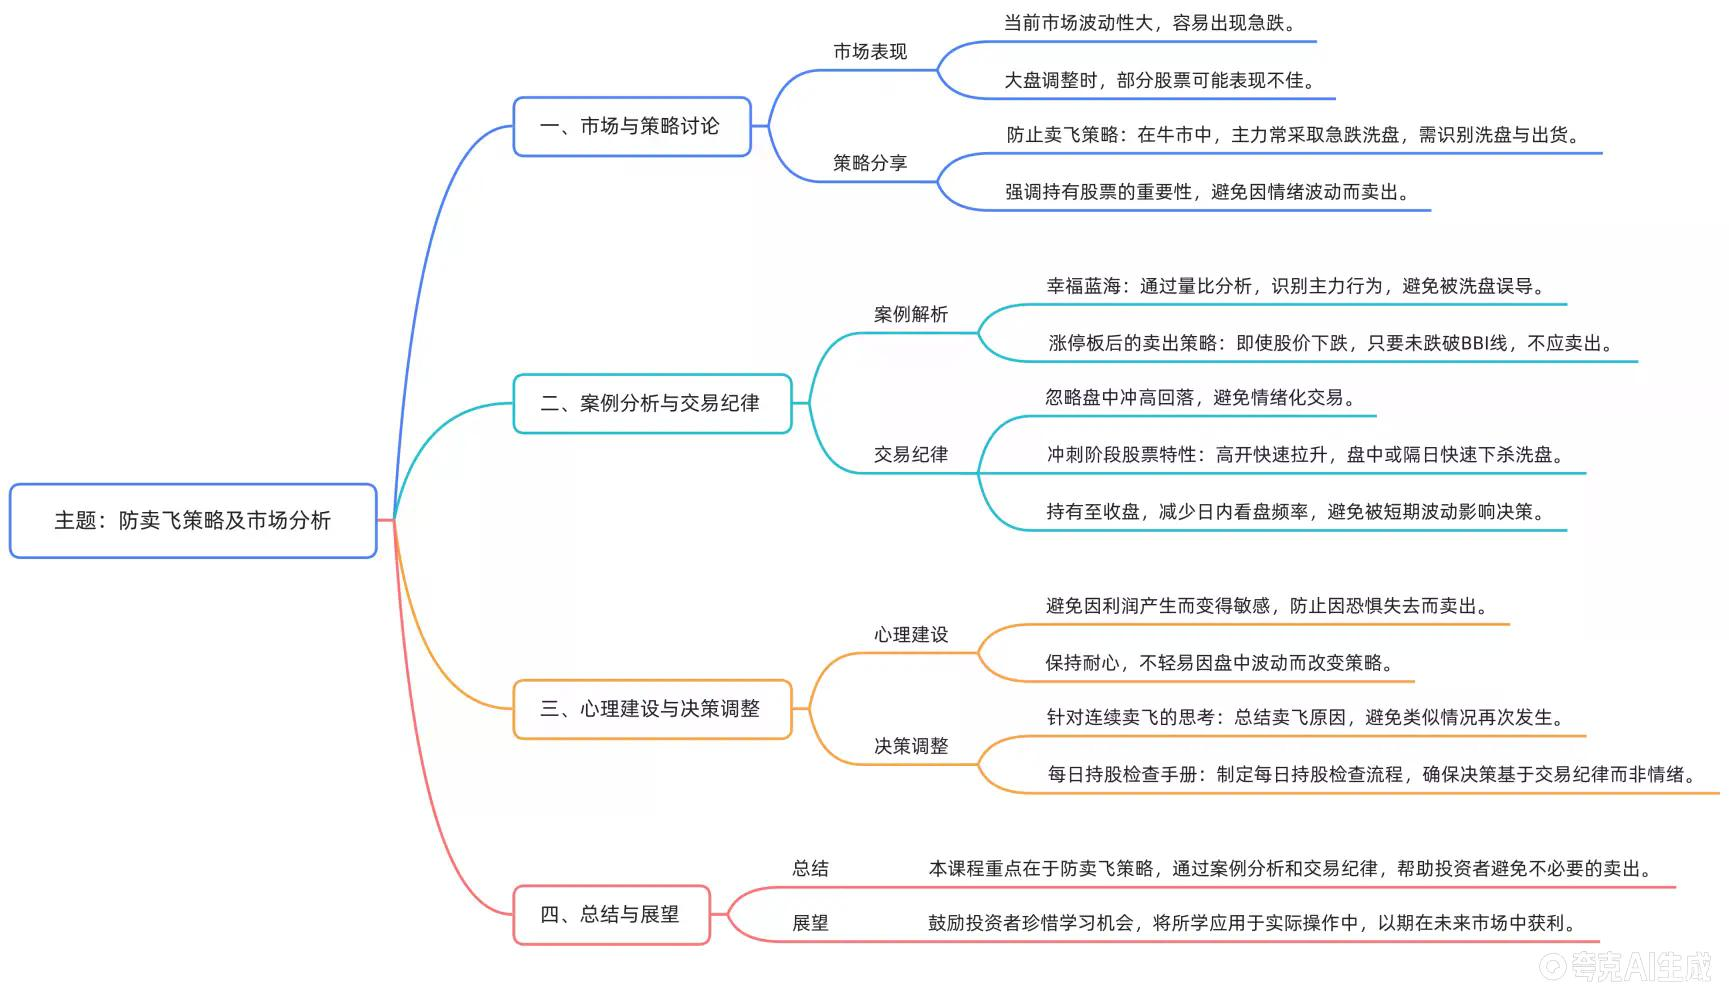 主题：防卖飞策略及市场分析
一、市场与策略讨论
市场表现
当前市场波动性大，容易出现急跌。
大盘调整时，部分股票可能表现不佳。
策略分享
防止卖飞策略：在牛市中，主力常采取急跌洗盘，需识别洗盘与出货。
强调持有股票的重要性，避免因情绪波动而卖出。
二、案例分析与交易纪律
案例解析
幸福蓝海：通过量比分析，识别主力行为，避免被洗盘误导。
涨停板后的卖出策略：即使股价下跌，只要未跌破BBI线，不应卖出。
交易纪律
忽略盘中冲高回落，避免情绪化交易。
冲刺阶段股票特性：高开快速拉升，盘中或隔日快速下杀洗盘。
持有至收盘，减少日内看盘频率，避免被短期波动影响决策。
三、心理建设与决策调整
心理建设
避免因利润产生而变得敏感，防止因恐惧失去而卖出。
保持耐心，不轻易因盘中波动而改变策略。
决策调整
针对连续卖飞的思考：总结卖飞原因，避免类似情况再次发生。
每日持股检查手册：制定每日持股检查流程，确保决策基于交易纪律而非情绪。
四、总结与展望
总结
本课程重点在于防卖飞策略，通过案例分析和交易纪律，帮助投资者避免不必要的卖出。
展望
鼓励投资者珍惜学习机会，将所学应用于实际操作中，以期在未来市场中获利。
夸克AI生成